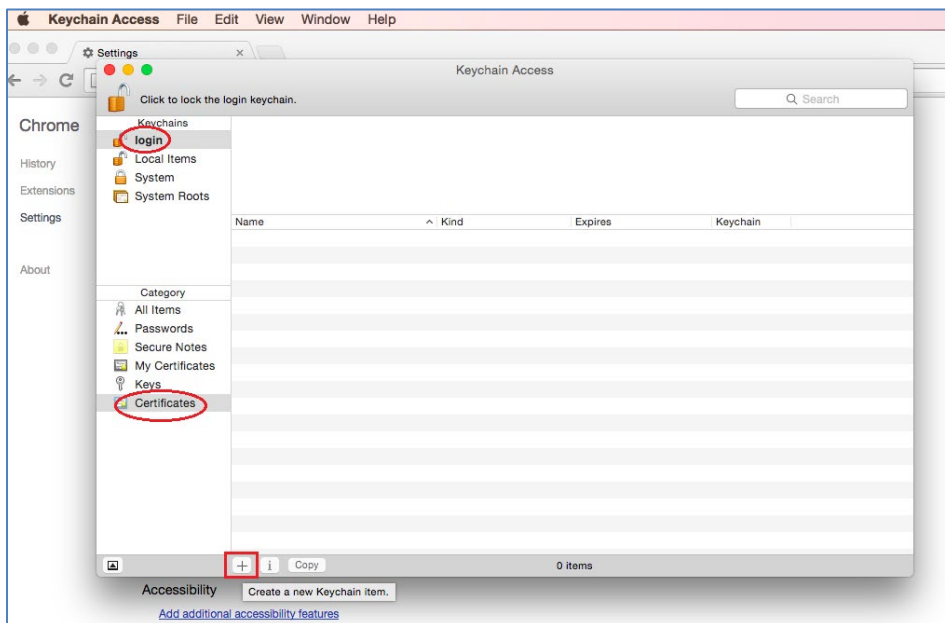 Keychain Access File Edit View Window Help
Settings
Keychain Access
Click to lock the login keychain.
Search
Chrome
History
Extensions
Settings
About
Keychains
login
Local Items
System
System Roots
Name Kind Expires Keychain
Category
All Items
Passwords
Secure Notes
My Certificates
Keys
Certificates
+ i Copy 0 items
Accessibility
Create a new Keychain item.
Add additional accessibility features